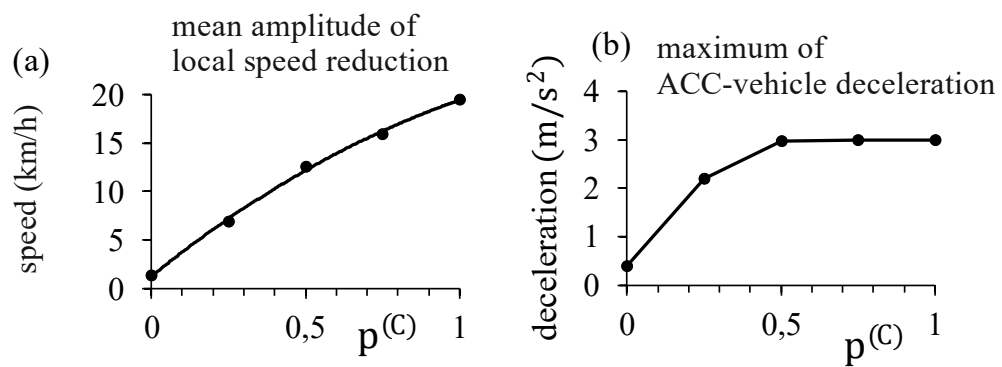 (a)
mean amplitude of
local speed reduction
speed (km/h)
20
15
10
5
0
0 0,5 1
p^(C)
(b)
maximum of
ACC-vehicle deceleration
deceleration (m/s²)
4
3
2
1
0
0 0,5 1
p^(C)